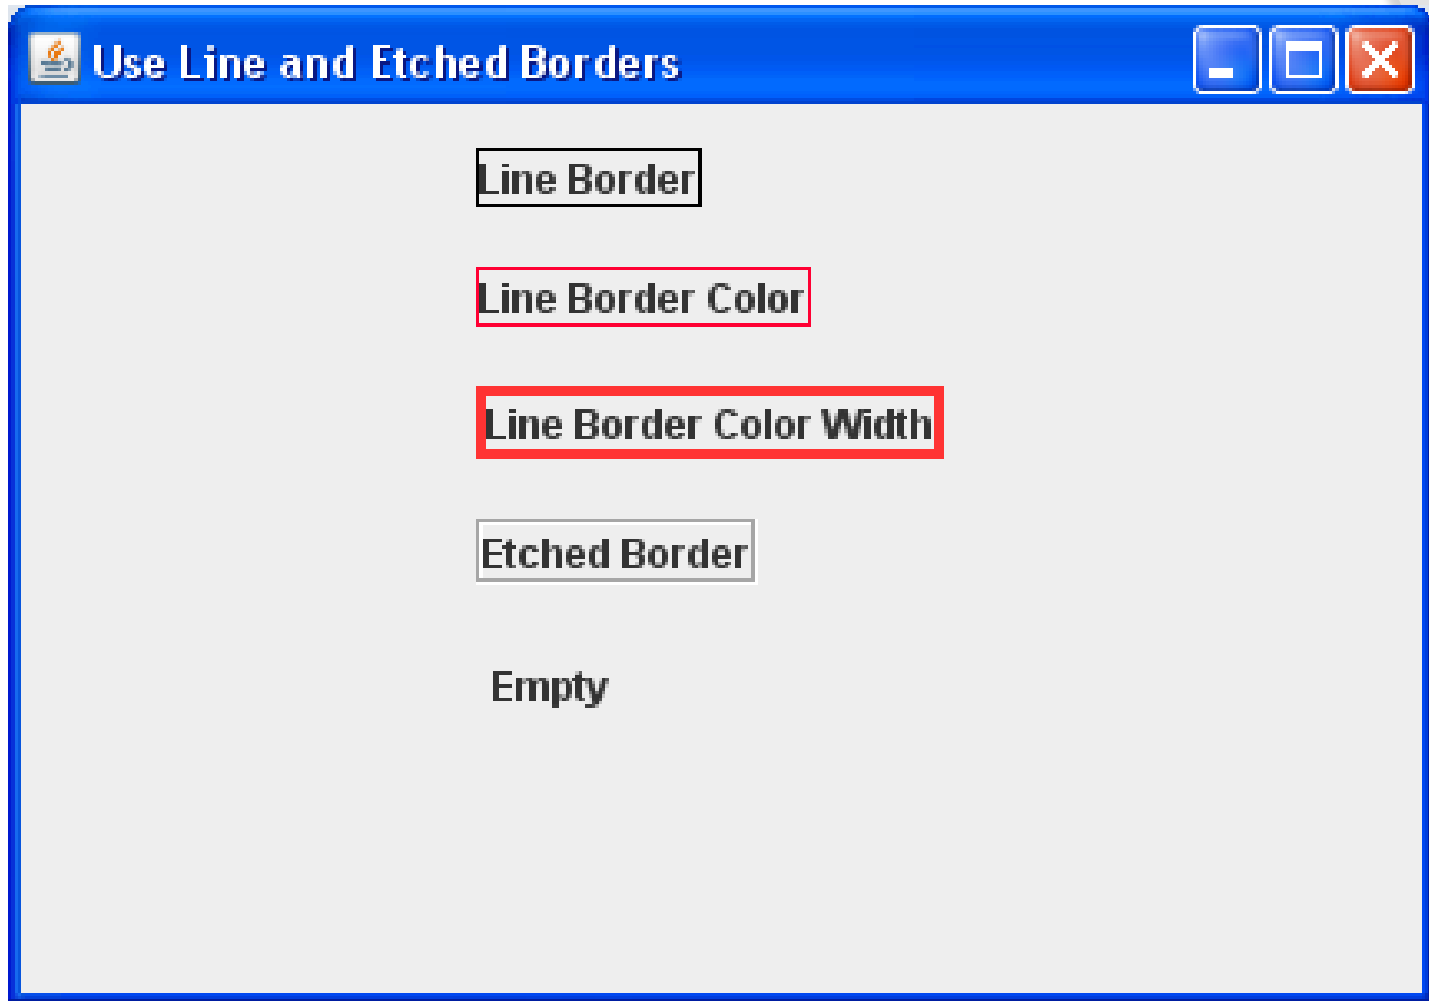 Use Line and Etched Borders
Line Border
Line Border Color
Line Border Color Width
Etched Border
Empty